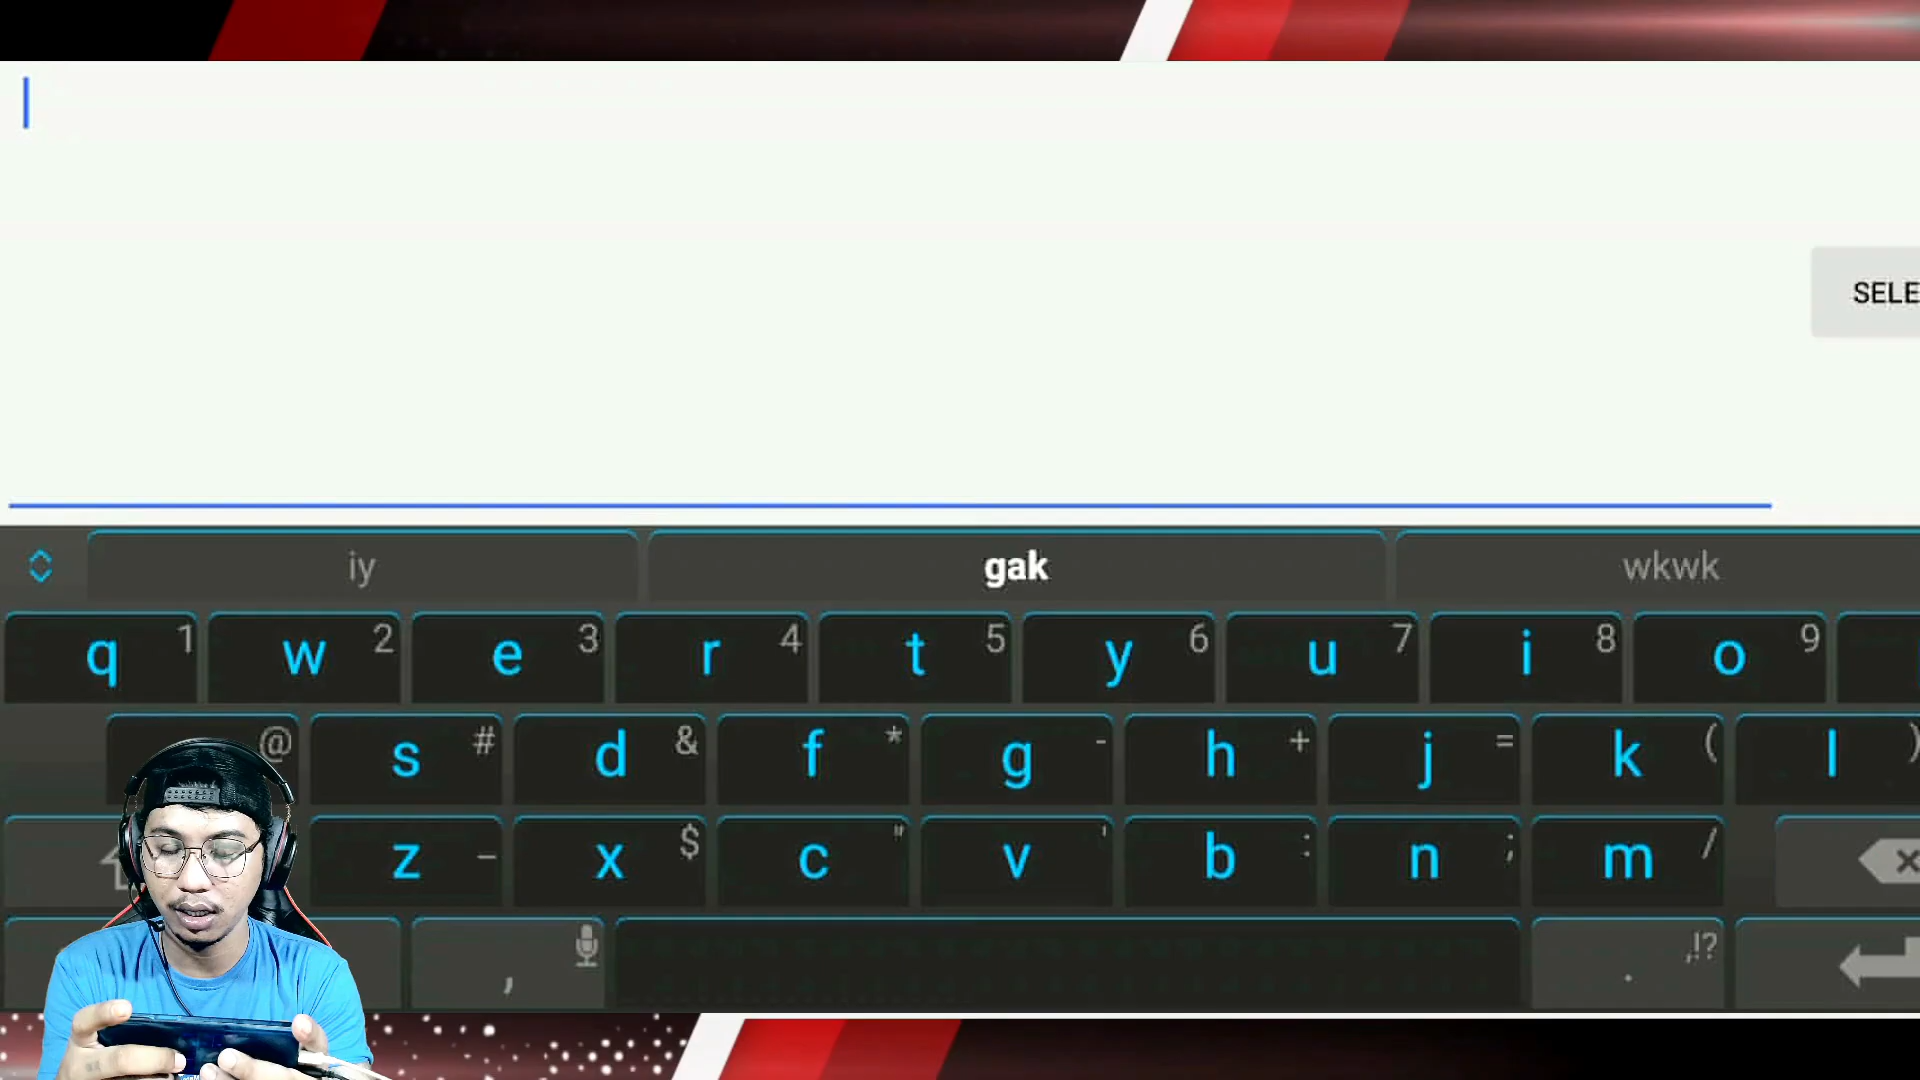 SELE
iy gak wkwk
q 1 w 2 e 3 r 4 t 5 y 6 u 7 i 8 o 9
@ s # d & f * g - h + j = k ( l )
z _ x $ c " v ' b : n ; m /
, . ,!?